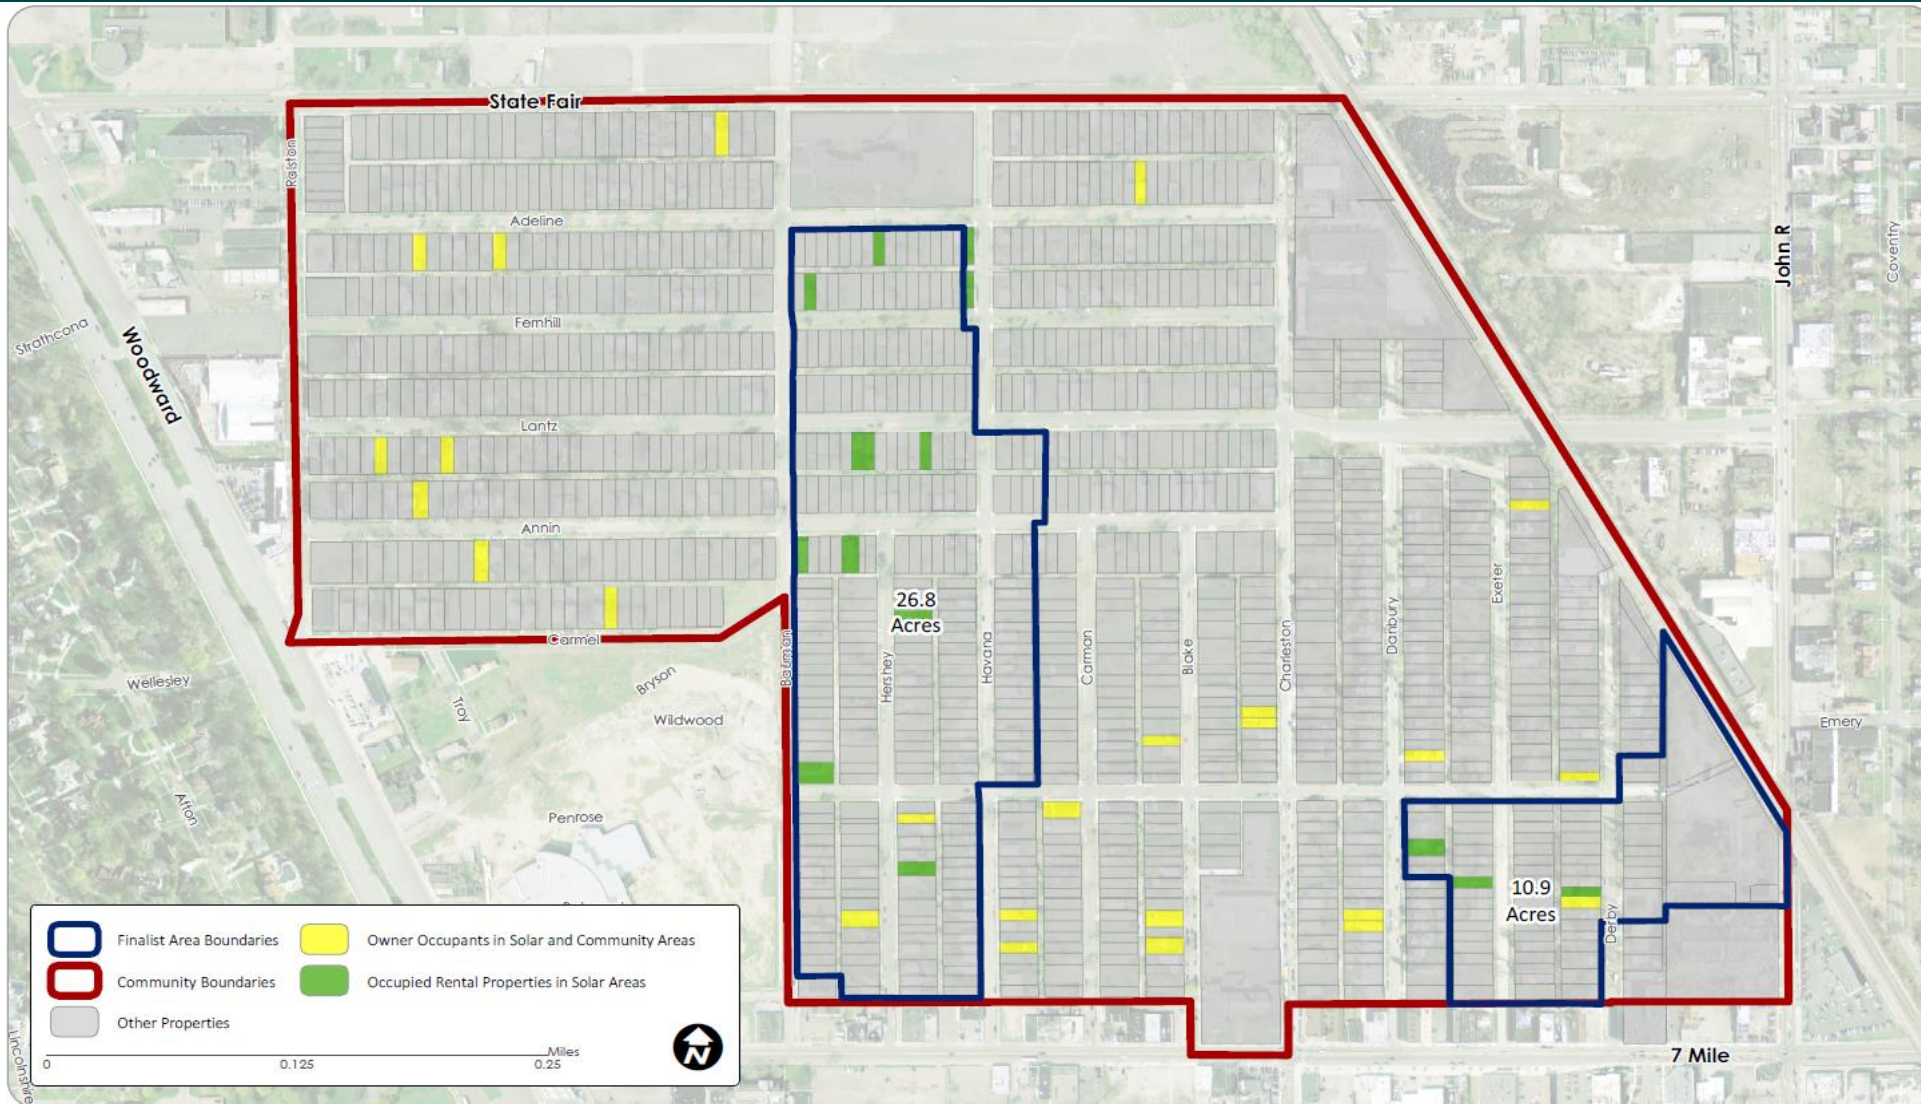 State Fair
Ralston
Adeline
John R
Coventry
Fernhill
Strathcona
Woodward
Lantz
Annin
Exeter
26.8
Acres
Danbury
Carmel
Bauman
Hershey
Havana
Carman
Blake
Charleston
Wellesley
Troy
Bryson
Wildwood
Emery
Afton
Penrose
10.9
Acres
Derby
Finalist Area Boundaries
Owner Occupants in Solar and Community Areas
Community Boundaries
Occupied Rental Properties in Solar Areas
Other Properties
N
Miles
0
0.125
0.25
Lincolnshire
7 Mile